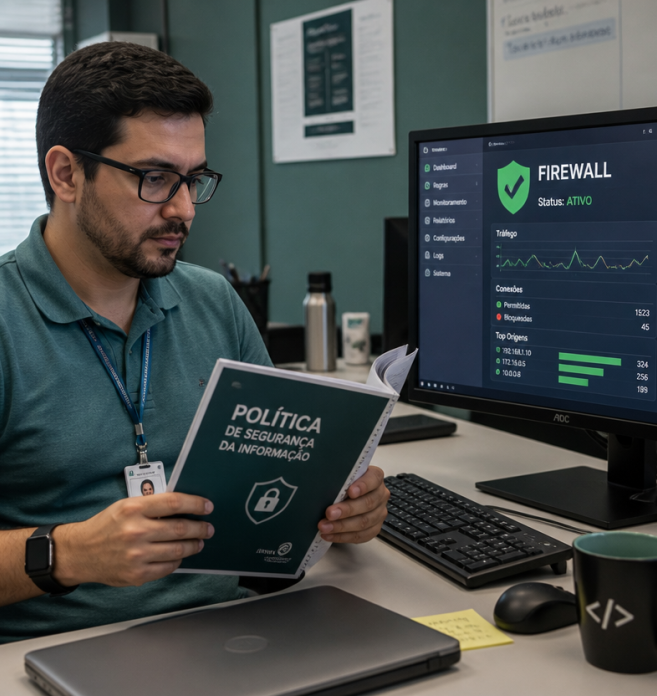 Dashboard
Regras
Monitoramento
Relatórios
Configurações
Logs
Sistema
FIREWALL
Status: ATIVO
Tráfego
Conexões
Permitidas 1523
Bloqueadas 45
Top Origens
192.168.1.10 324
172.16.0.5 256
10.0.0.8 189
AOC
POLÍTICA
DE SEGURANÇA
DA INFORMAÇÃO
</>